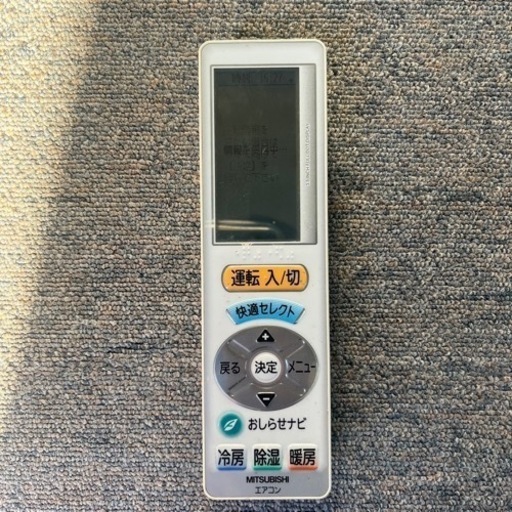 運転 入/切
快適セレクト
+
戻る 決定 メニュー
−
おしらせナビ
冷房 除湿 暖房
MITSUBISHI
エアコン